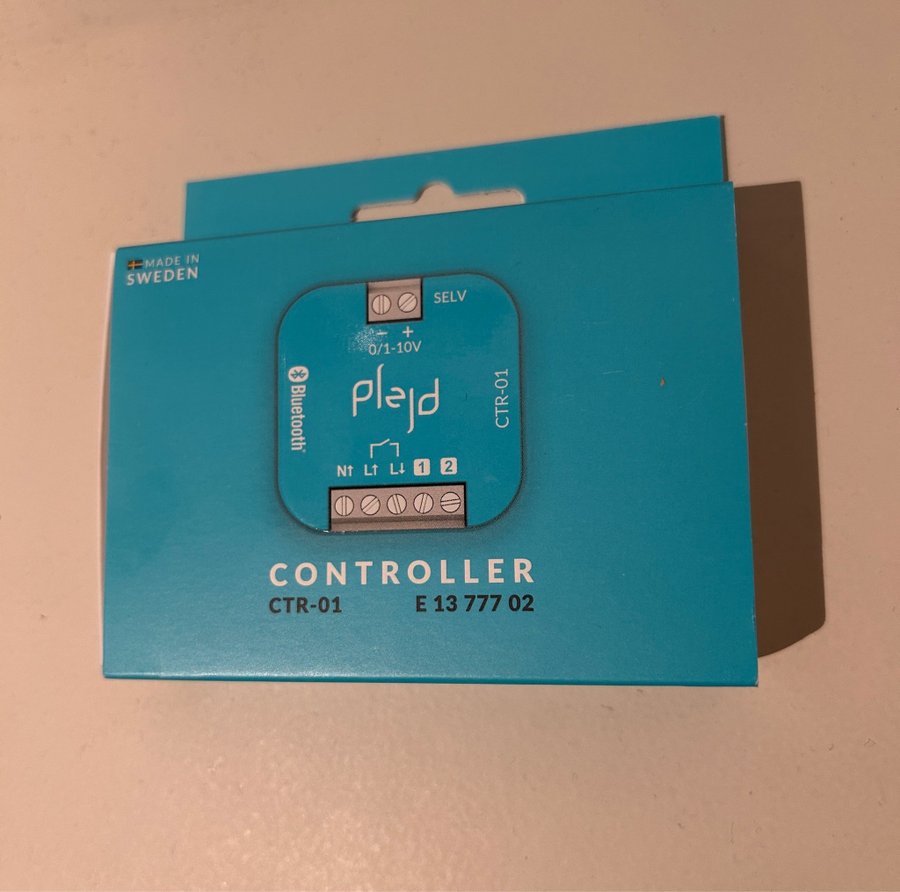 MADE IN
SWEDEN
SELV
− +
0/1-10V
Bluetooth
plejd
CTR-01
N↑ L↑ L↓ 1 2
CONTROLLER
CTR-01 E 13 777 02